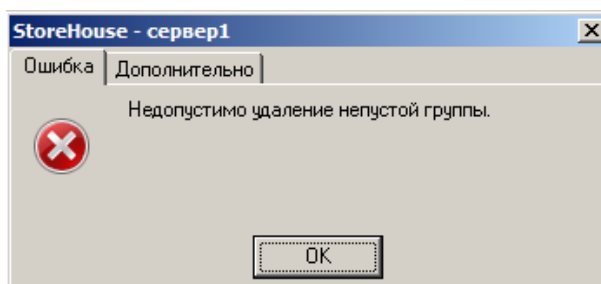 StoreHouse - сервер1
Ошибка Дополнительно
Недопустимо удаление непустой группы.
OK